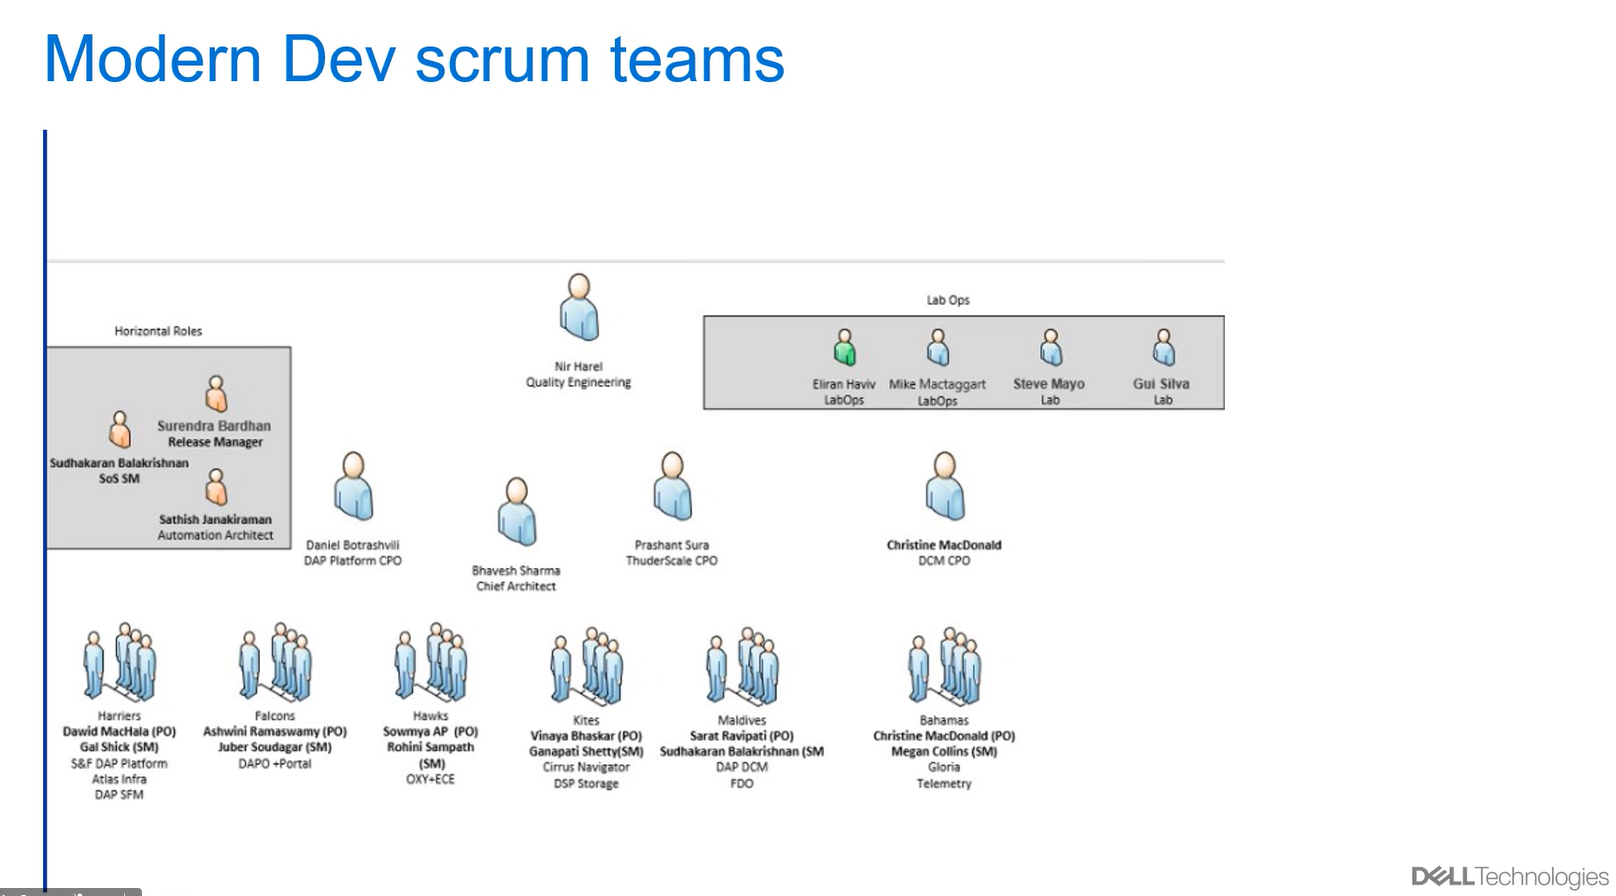 Modern Dev scrum teams
Nir Harel
Quality Engineering
Lab Ops
Eliran Haviv
LabOps
Mike Mactaggart
LabOps
Steve Mayo
Lab
Gui Silva
Lab
Horizontal Roles
Surendra Bardhan
Release Manager
Sudhakaran Balakrishnan
SoS SM
Sathish Janakiraman
Automation Architect
Daniel Botrashvili
DAP Platform CPO
Bhavesh Sharma
Chief Architect
Prashant Sura
ThuderScale CPO
Christine MacDonald
DCM CPO
Harriers
Dawid MacHala (PO)
Gal Shick (SM)
S&F DAP Platform
Atlas Infra
DAP SFM
Falcons
Ashwini Ramaswamy (PO)
Juber Soudagar (SM)
DAPO +Portal
Hawks
Sowmya AP (PO)
Rohini Sampath
(SM)
OXY+ECE
Kites
Vinaya Bhaskar (PO)
Ganapati Shetty(SM)
Cirrus Navigator
DSP Storage
Maldives
Sarat Ravipati (PO)
Sudhakaran Balakrishnan (SM
DAP DCM
FDO
Bahamas
Christine MacDonald (PO)
Megan Collins (SM)
Gloria
Telemetry
DELLTechnologies